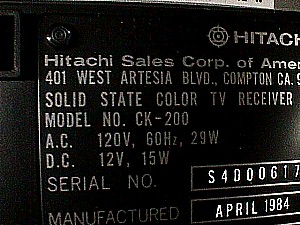 HITACH
Hitachi Sales Corp. of Amer
401 WEST ARTESIA BLVD., COMPTON CA. 9
SOLID STATE COLOR TV RECEIVER
MODEL NO. CK-200
A.C. 120V, 60Hz, 29W
D.C. 12V, 15W
SERIAL NO. S4D00617
MANUFACTURED APRIL 1984